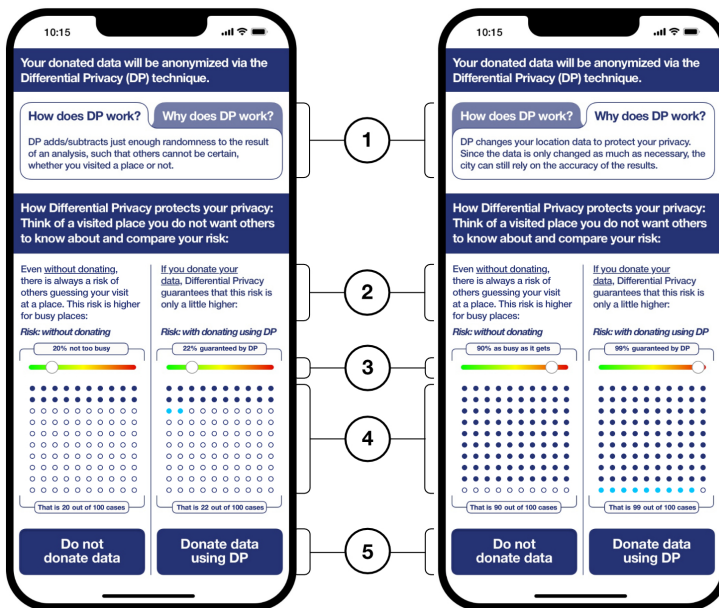 10:15
Your donated data will be anonymized via the
Differential Privacy (DP) technique.
How does DP work?
Why does DP work?
DP adds/subtracts just enough randomness to the result
of an analysis, such that others cannot be certain,
whether you visited a place or not.
How Differential Privacy protects your privacy:
Think of a visited place you do not want others
to know about and compare your risk:
Even without donating,
there is always a risk of
others guessing your visit
at a place. This risk is higher
for busy places:
Risk: without donating
20% not too busy
That is 20 out of 100 cases
If you donate your
data, Differential Privacy
guarantees that this risk is
only a little higher:
Risk: with donating using DP
22% guaranteed by DP
That is 22 out of 100 cases
Do not
donate data
Donate data
using DP
1
2
3
4
5
10:15
Your donated data will be anonymized via the
Differential Privacy (DP) technique.
How does DP work?
Why does DP work?
DP changes your location data to protect your privacy.
Since the data is only changed as much as necessary, the
city can still rely on the accuracy of the results.
How Differential Privacy protects your privacy:
Think of a visited place you do not want others
to know about and compare your risk:
Even without donating,
there is always a risk of
others guessing your visit
at a place. This risk is higher
for busy places:
Risk: without donating
90% as busy as it gets
That is 90 out of 100 cases
If you donate your
data, Differential Privacy
guarantees that this risk is
only a little higher:
Risk: with donating using DP
99% guaranteed by DP
That is 99 out of 100 cases
Do not
donate data
Donate data
using DP